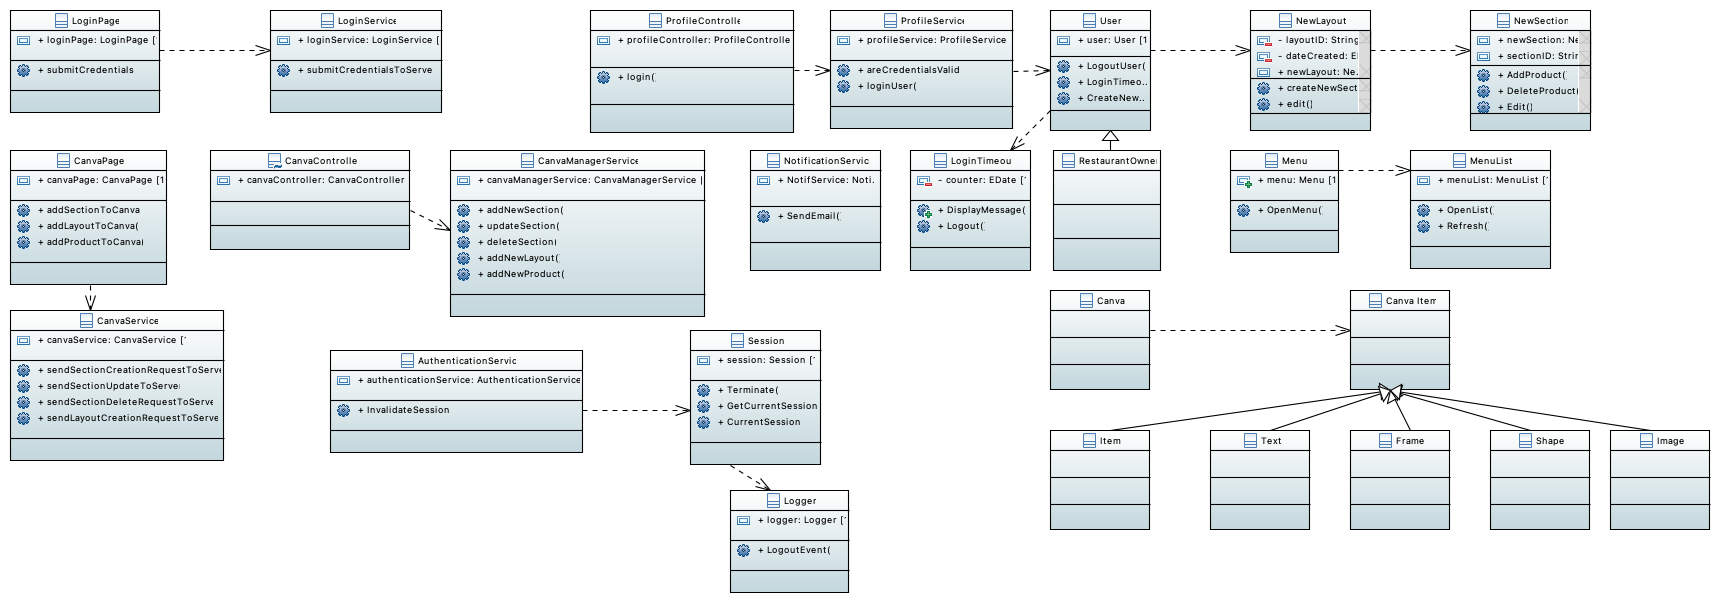 LoginPage
+ loginPage: LoginPage [
+ submitCredentials
LoginService
+ loginService: LoginService [
+ submitCredentialsToServe
ProfileControlle
+ profileController: ProfileControlle
+ login(
ProfileService
+ profileService: ProfileService
+ areCredentialsValid
+ loginUser(
User
+ user: User [1
+ LogoutUser(
+ LoginTimeo..
+ CreateNew..
NewLayout
- layoutID: String
- dateCreated: El
+ newLayout: Ne.
+ createNewSect
+ edit()
NewSection
+ newSection: Ne
+ sectionID: Strin
+ AddProduct(
+ DeleteProduct(
+ Edit()
CanvaPage
+ canvaPage: CanvaPage [1
+ addSectionToCanva
+ addLayoutToCanva(
+ addProductToCanva(
CanvaControlle
+ canvaController: CanvaController
CanvaManagerService
+ canvaManagerService: CanvaManagerService [
+ addNewSection(
+ updateSection(
+ deleteSection(
+ addNewLayout(
+ addNewProduct(
NotificationServic
+ NotifService: Noti.
+ SendEmail(
LoginTimeou
- counter: EDate [
+ DisplayMessage(
+ Logout(
RestaurantOwne
Menu
+ menu: Menu [1
+ OpenMenu(
MenuList
+ menuList: MenuList [
+ OpenList(
+ Refresh(
CanvaService
+ canvaService: CanvaService [
+ sendSectionCreationRequestToServe
+ sendSectionUpdateToServe
+ sendSectionDeleteRequestToServe
+ sendLayoutCreationRequestToServe
AuthenticationServic
+ authenticationService: AuthenticationService
+ InvalidateSession
Session
+ session: Session [
+ Terminate(
+ GetCurrentSession
+ CurrentSession
Logger
+ logger: Logger [
+ LogoutEvent(
Canva
Canva Item
Item
Text
Frame
Shape
Image